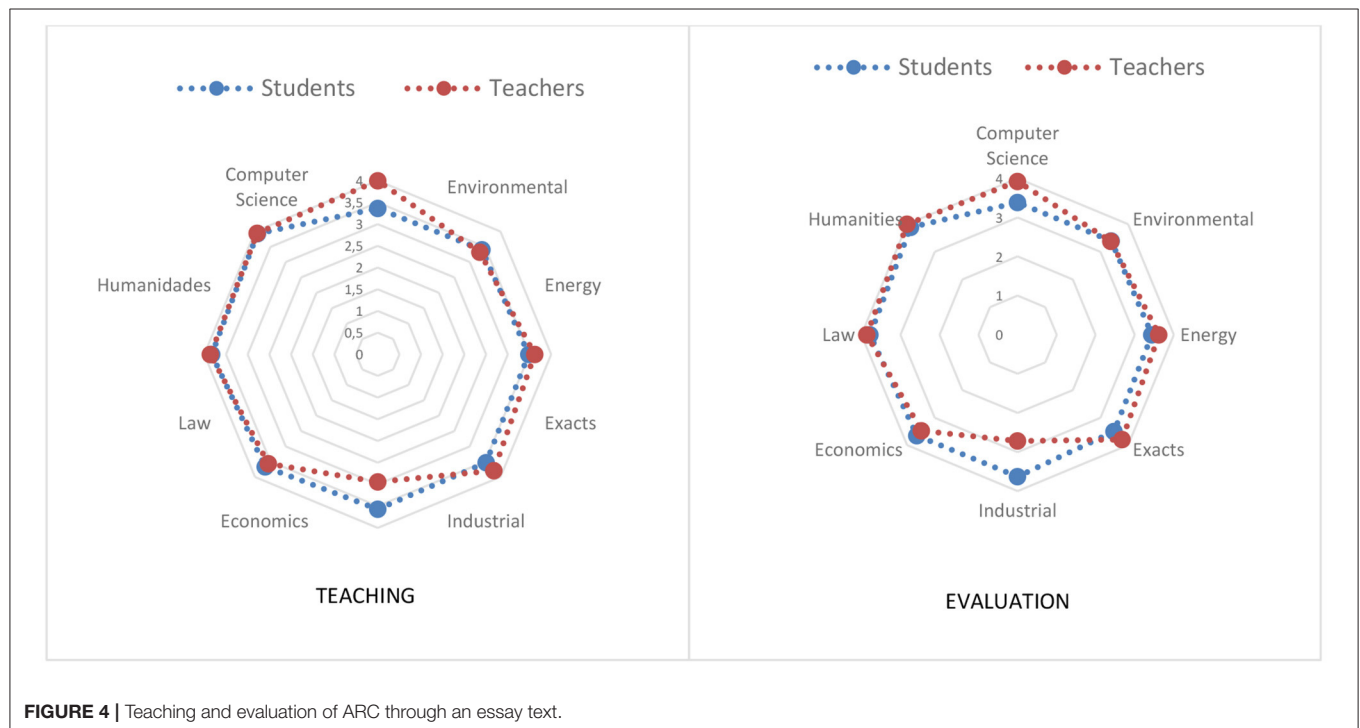 Students Teachers
Computer
Science
Environmental
Humanidades
Energy
Law
Exacts
Economics
Industrial
4
3,5
3
2,5
2
1,5
1
0,5
0
TEACHING
Students Teachers
Computer
Science
Humanities
Environmental
Law
Energy
Economics
Exacts
Industrial
4
3
2
1
0
EVALUATION
FIGURE 4 | Teaching and evaluation of ARC through an essay text.